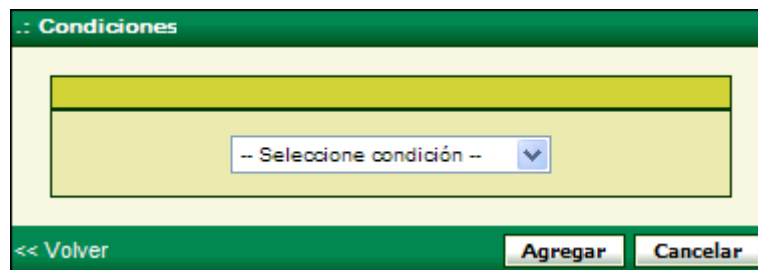 .: Condiciones
-- Seleccione condición --
<< Volver
Agregar
Cancelar